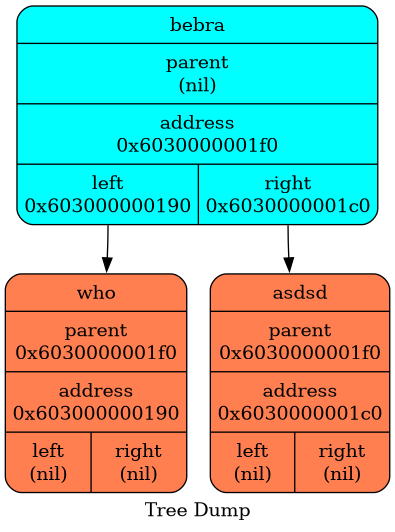 bebra
parent
(nil)
address
0x6030000001f0
left
0x603000000190
right
0x6030000001c0
who
parent
0x6030000001f0
address
0x603000000190
left
(nil)
right
(nil)
asdsd
parent
0x6030000001f0
address
0x6030000001c0
left
(nil)
right
(nil)
Tree Dump